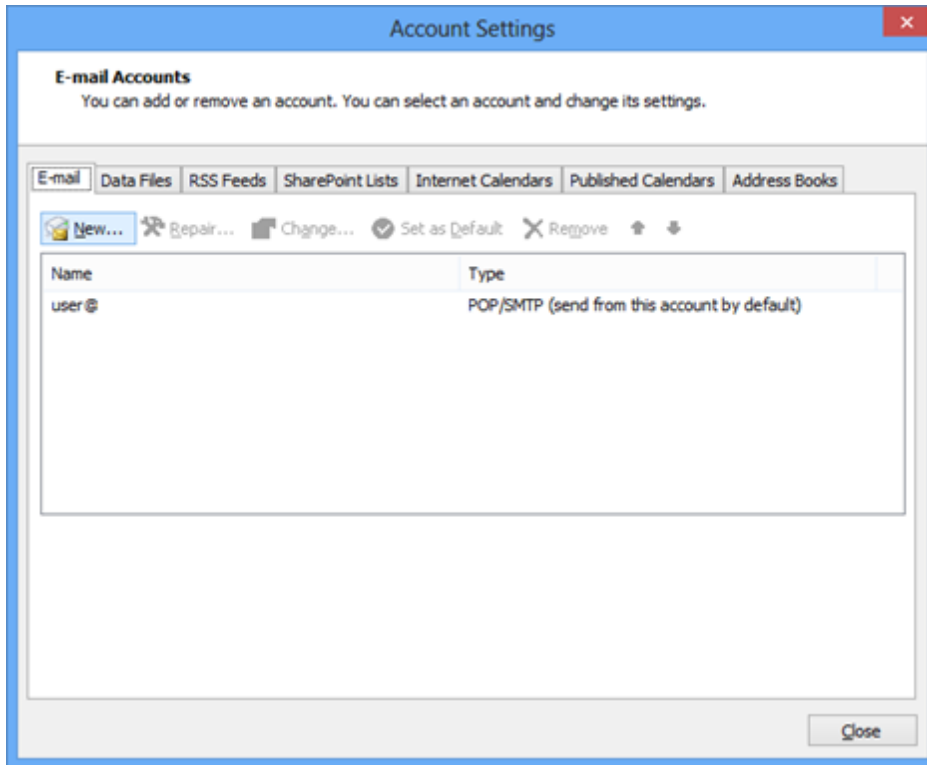 Account Settings
E-mail Accounts
You can add or remove an account. You can select an account and change its settings.
E-mail Data Files RSS Feeds SharePoint Lists Internet Calendars Published Calendars Address Books
New... Repair... Change... Set as Default Remove
Name Type
user@ POP/SMTP (send from this account by default)
Close